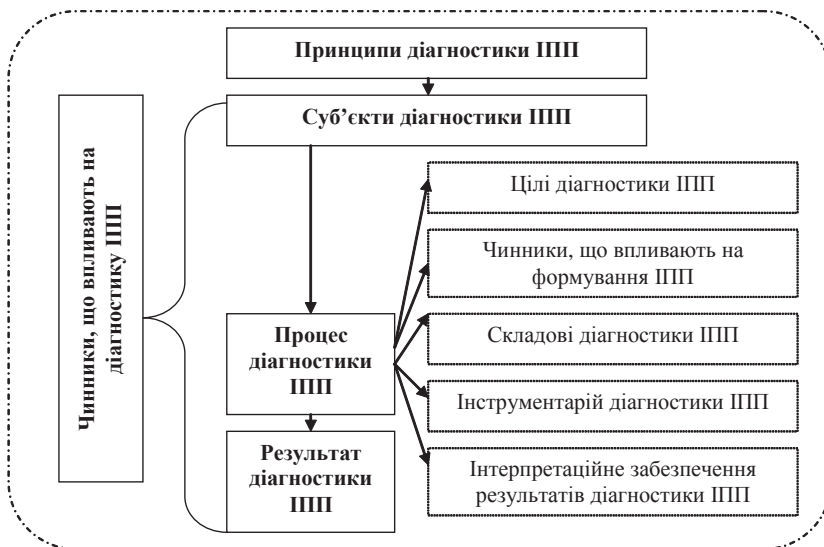 Принципи діагностики ІПП
Суб’єкти діагностики ІПП
Чинники, що впливають на
діагностику ІПП
Цілі діагностики ІПП
Чинники, що впливають на
формування ІПП
Процес
діагностики
ІПП
Складові діагностики ІПП
Інструментарій діагностики ІПП
Результат
діагностики
ІПП
Інтерпретаційне забезпечення
результатів діагностики ІПП